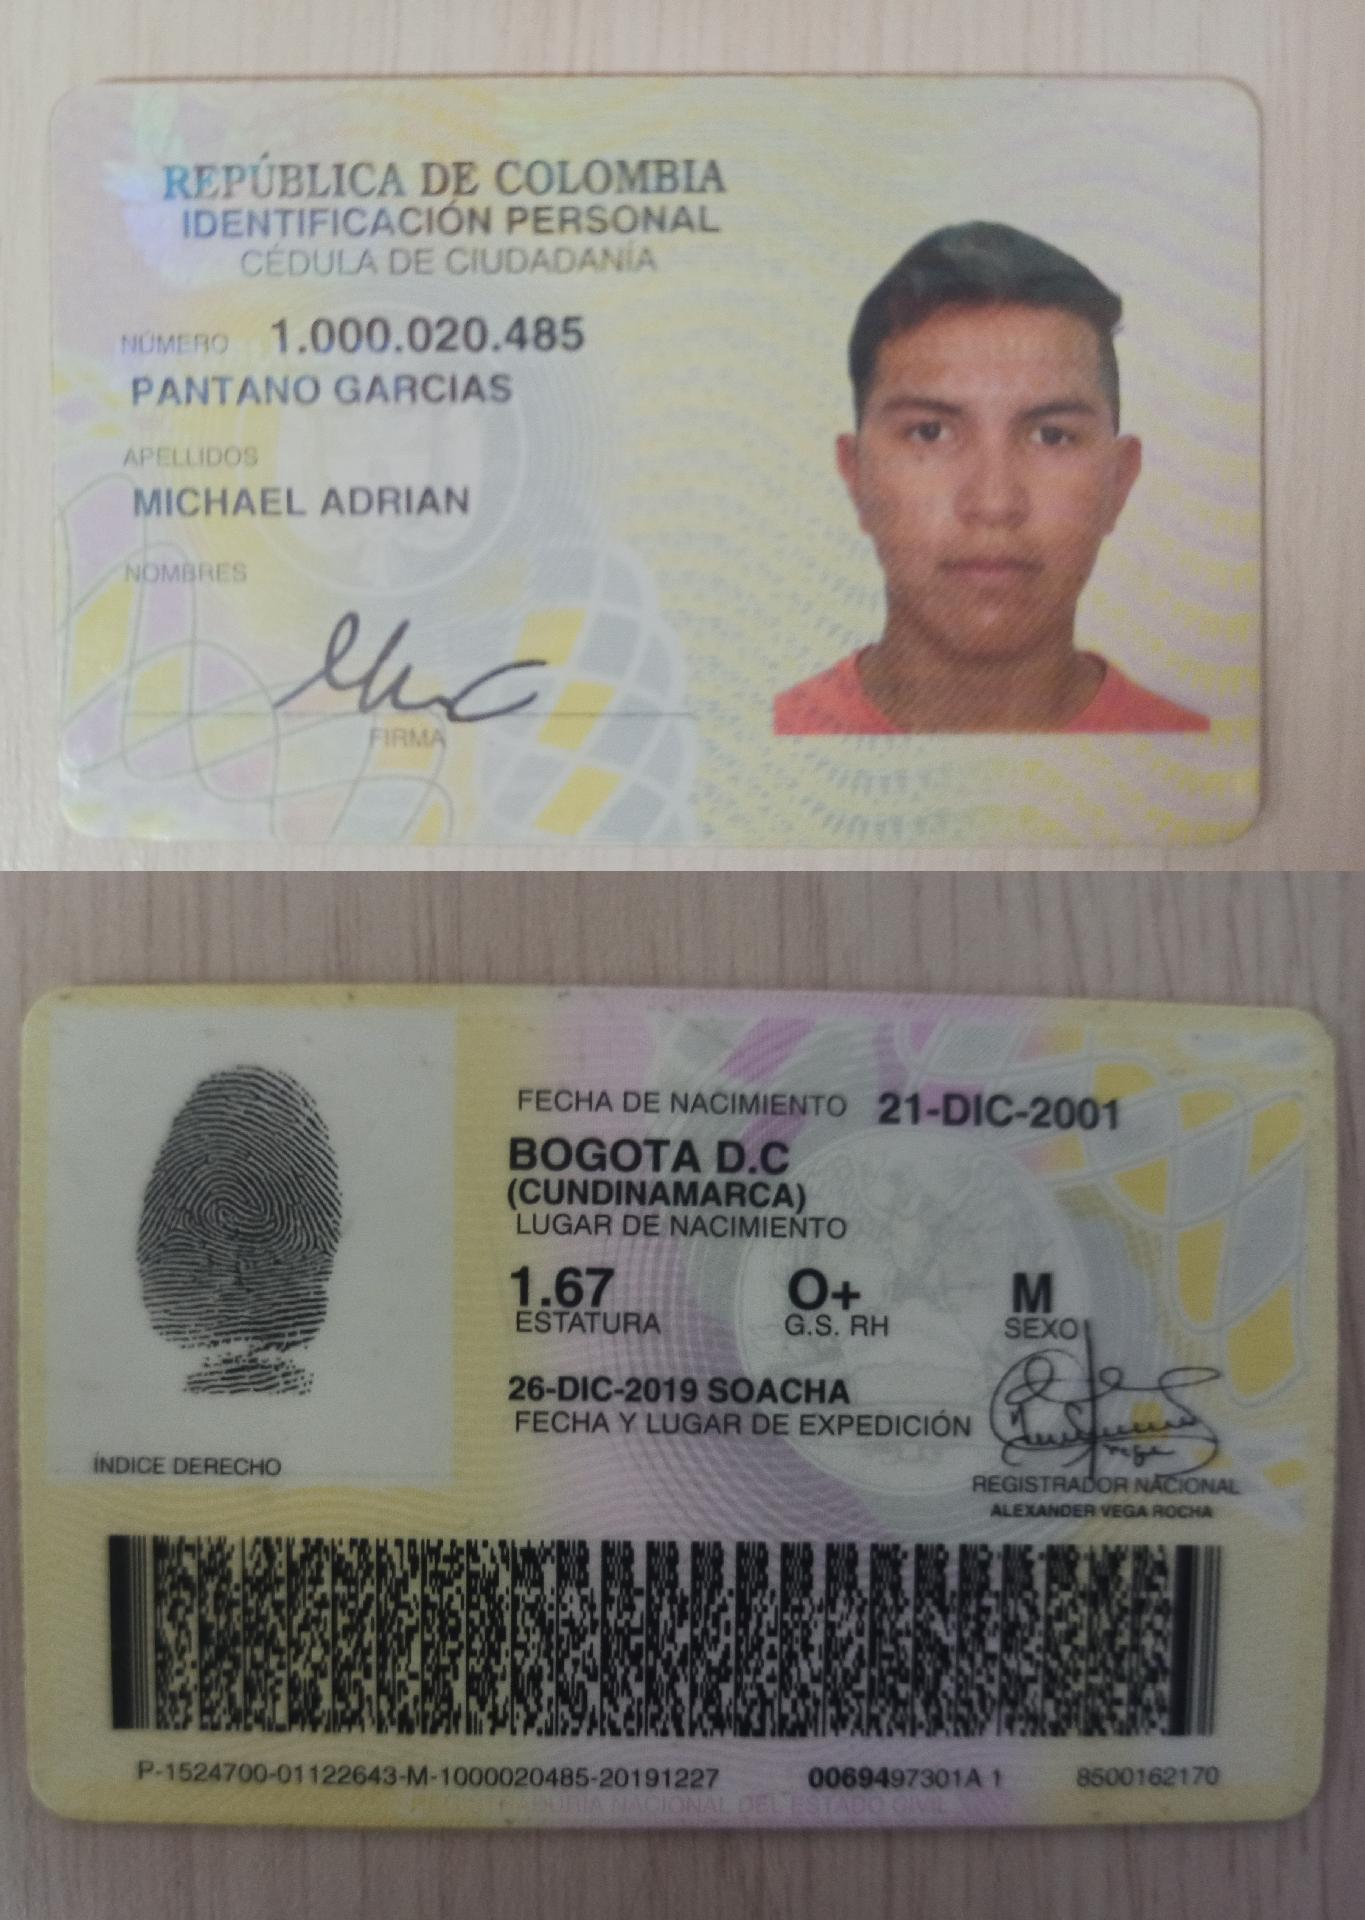 REPÚBLICA DE COLOMBIA
IDENTIFICACIÓN PERSONAL
CÉDULA DE CIUDADANÍA
NÚMERO 1.000.020.485
PANTANO GARCIAS
APELLIDOS
MICHAEL ADRIAN
NOMBRES
FIRMA
FECHA DE NACIMIENTO 21-DIC-2001
BOGOTA D.C
(CUNDINAMARCA)
LUGAR DE NACIMIENTO
1.67 O+ M
ESTATURA G.S. RH SEXO
26-DIC-2019 SOACHA
FECHA Y LUGAR DE EXPEDICIÓN
ÍNDICE DERECHO
REGISTRADOR NACIONAL
ALEXANDER VEGA ROCHA
P-1524700-01122643-M-1000020485-20191227 0069497301A 1 8500162170
REGISTRADURIA NACIONAL DEL ESTADO CIVIL